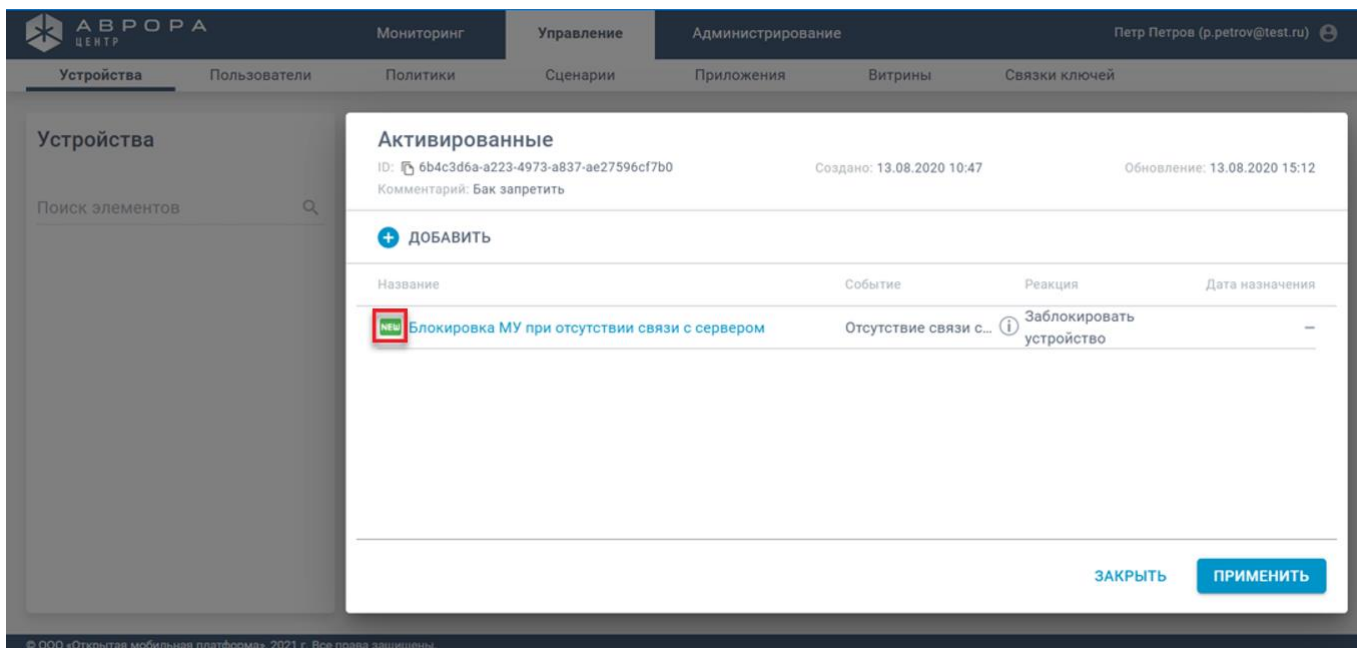 АВРОРА
ЦЕНТР
Мониторинг
Управление
Администрирование
Петр Петров (p.petrov@test.ru)
Устройства
Пользователи
Политики
Сценарии
Приложения
Витрины
Связки ключей
Устройства
Поиск элементов
Активированные
ID: 6b4c3d6a-a223-4973-a837-ae27596cf7b0
Создано: 13.08.2020 10:47
Обновление: 13.08.2020 15:12
Комментарий: Бак запретить
ДОБАВИТЬ
Название
Событие
Реакция
Дата назначения
NEW
Блокировка МУ при отсутствии связи с сервером
Отсутствие связи с...
Заблокировать
устройство
—
ЗАКРЫТЬ
ПРИМЕНИТЬ
© ООО «Открытая мобильная платформа», 2021 г. Все права защищены.